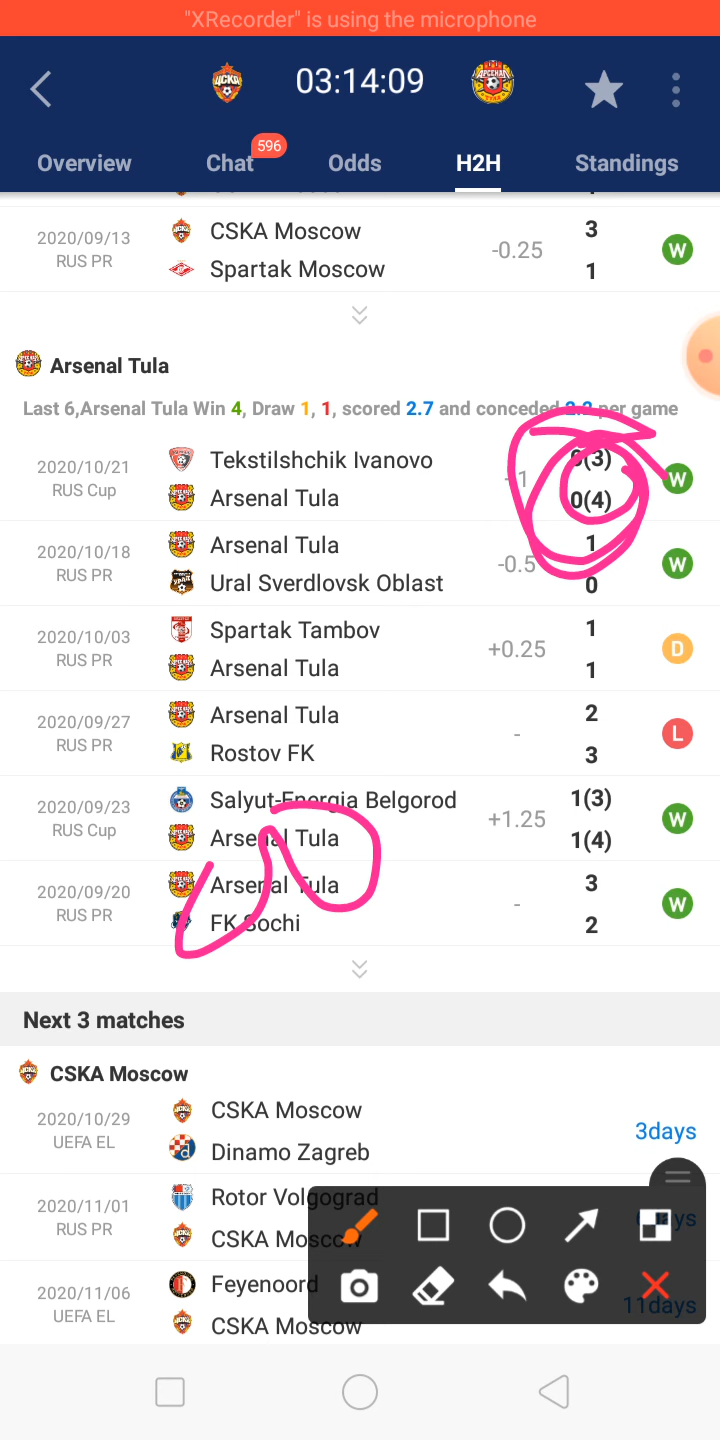 "XRecorder" is using the microphone
03:14:09
Overview Chat 596 Odds H2H Standings
2020/09/13 CSKA Moscow 3
RUS PR -0.25 W
Spartak Moscow 1
Arsenal Tula
Last 6,Arsenal Tula Win 4, Draw 1, 1, scored 2.7 and conceded 2.2 per game
2020/10/21 Tekstilshchik Ivanovo 0(3)
RUS Cup Arsenal Tula -1 0(4) W
2020/10/18 Arsenal Tula 1
RUS PR Ural Sverdlovsk Oblast -0.5 0 W
2020/10/03 Spartak Tambov 1
RUS PR Arsenal Tula +0.25 1 D
2020/09/27 Arsenal Tula 2
RUS PR Rostov FK - 3 L
2020/09/23 Salyut-Energia Belgorod 1(3)
RUS Cup Arsenal Tula +1.25 1(4) W
2020/09/20 Arsenal Tula 3
RUS PR FK Sochi - 2 W
Next 3 matches
CSKA Moscow
2020/10/29 CSKA Moscow
UEFA EL Dinamo Zagreb 3days
2020/11/01 Rotor Volgograd
RUS PR CSKA Moscow
2020/11/06 Feyenoord
UEFA EL CSKA Moscow 11days